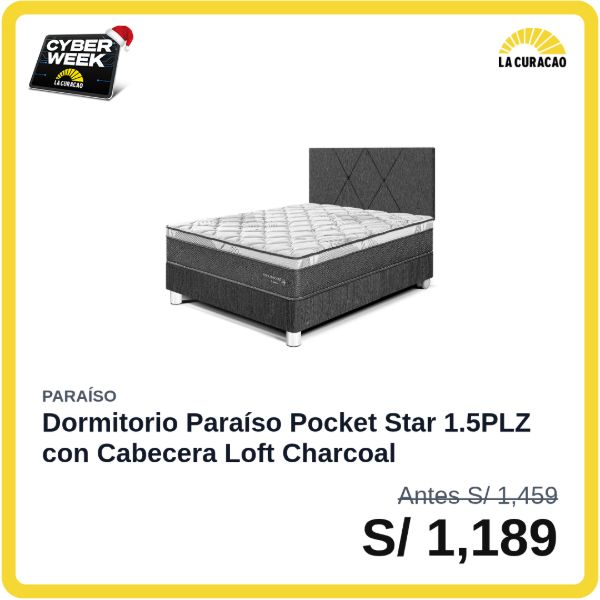 CYBER
WEEK
LA CURACAO
LA CURACAO
PARAÍSO
Dormitorio Paraíso Pocket Star 1.5PLZ
con Cabecera Loft Charcoal
Antes S/ 1,459
S/ 1,189